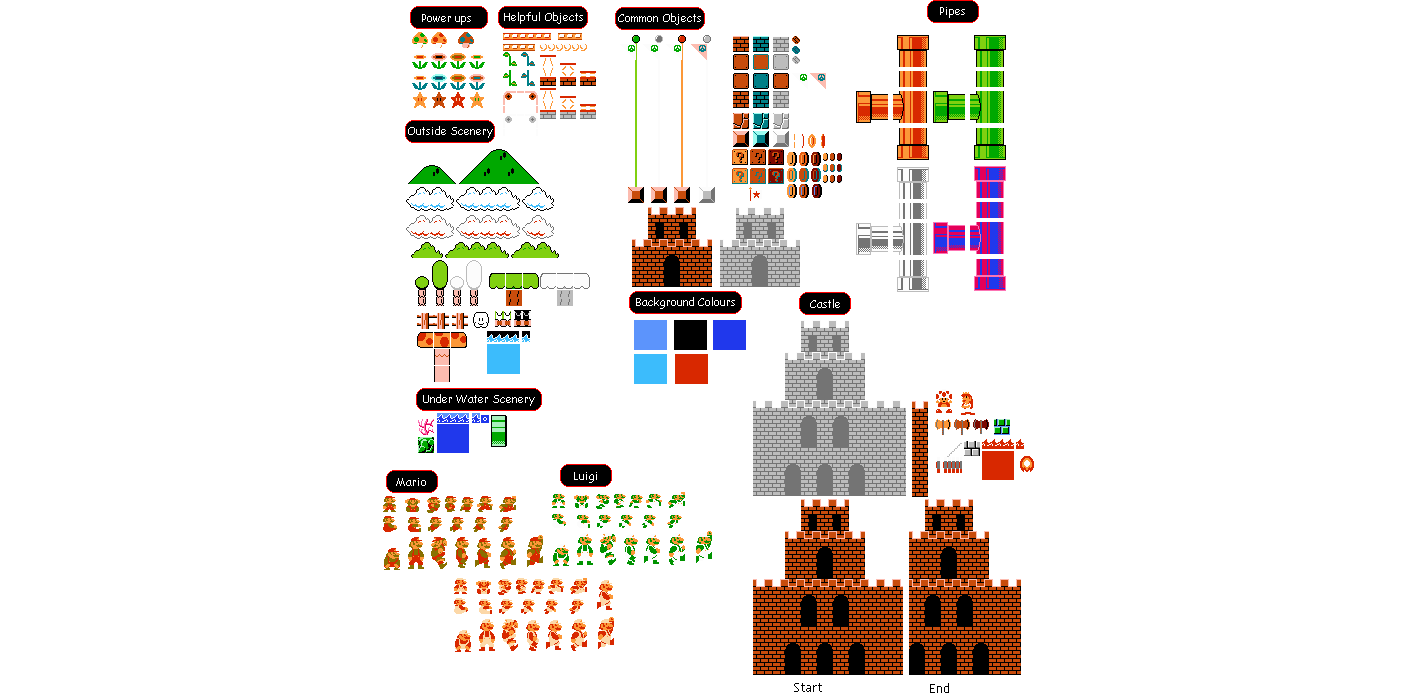 Power ups
Helpful Objects
Common Objects
Pipes
Outside Scenery
Background Colours
Castle
Under Water Scenery
Mario
Luigi
Start
End